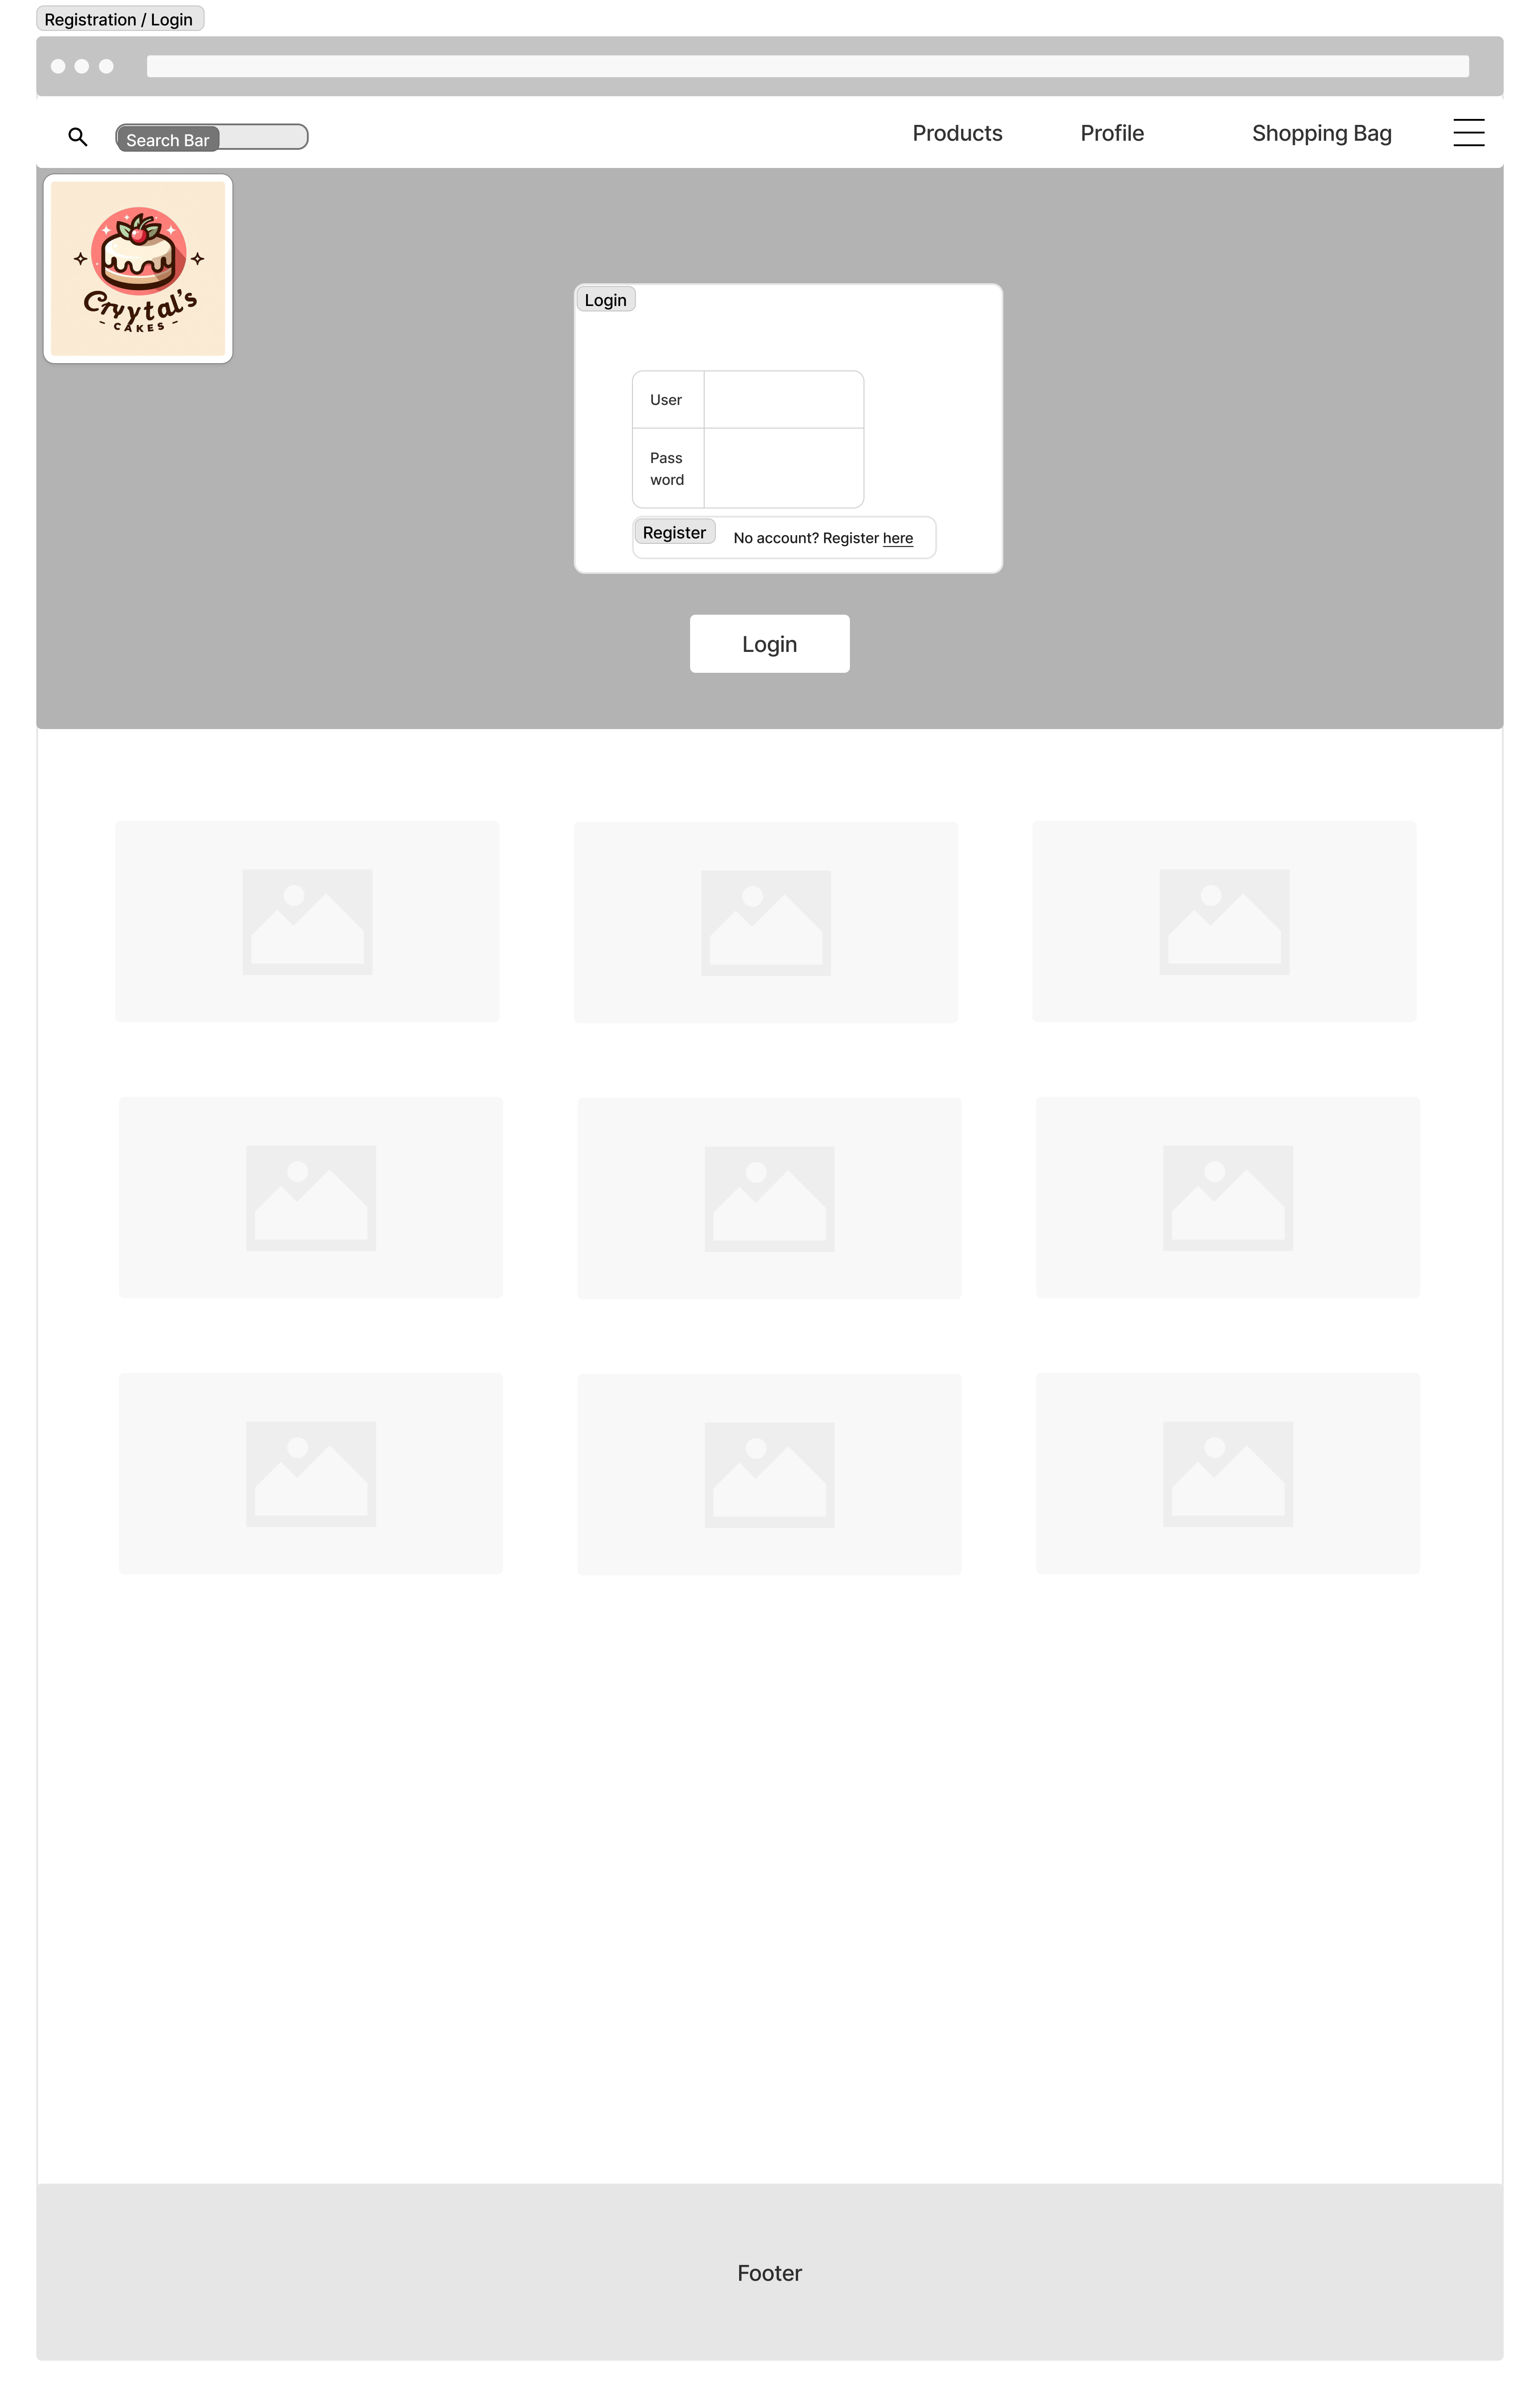 Registration / Login
Search Bar
Products
Profile
Shopping Bag
Cryytal's
- CAKES -
Login
User
Pass
word
Register
No account? Register here
Login
Footer